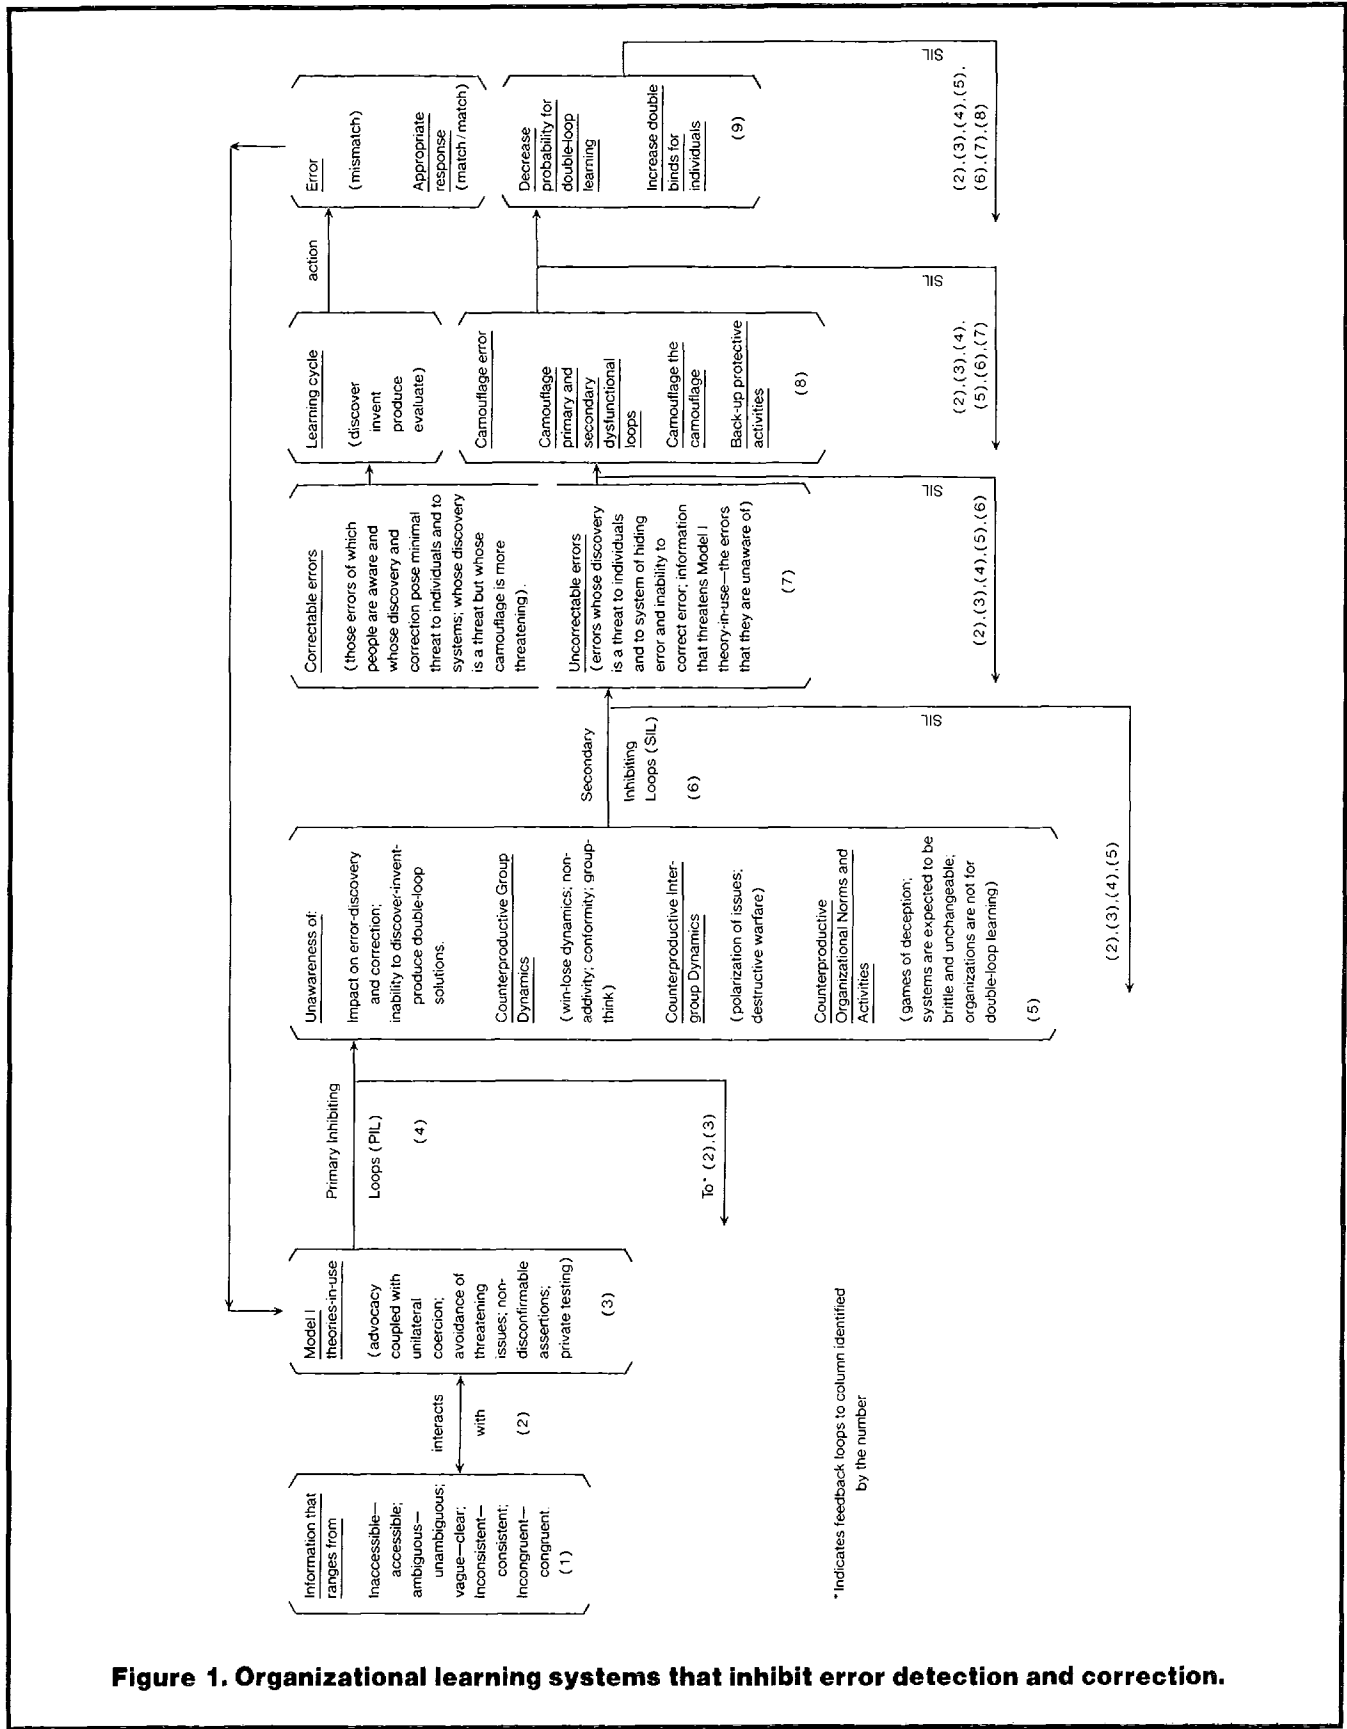 Information that
ranges from
Inaccessible—
accessible;
ambiguous—
unambiguous;
vague—clear;
Inconsistent—
consistent;
Incongruent—
congruent.
(1)
interacts
with
(2)
Model I
theories-in-use
(advocacy
coupled with
unilateral
coercion;
avoidance of
threatening
issues; non-
disconfirmable
assertions;
private testing)
(3)
Primary Inhibiting
Loops (PIL)
(4)
To* (2),(3)
Unawareness of:
Impact on error-discovery
and correction;
inability to discover-invent-
produce double-loop
solutions.
Counterproductive Group
Dynamics
(win-lose dynamics; non-
addivity; conformity; group-
think)
Counterproductive Inter-
group Dynamics
(polarization of issues;
destructive warfare)
Counterproductive
Organizational Norms and
Activities
(games of deception;
systems are expected to be
brittle and unchangeable;
organizations are not for
double-loop learning)
(5)
Secondary
Inhibiting
Loops (SIL)
(6)
SIL
(2),(3),(4),(5)
Correctable errors
(those errors of which
people are aware and
whose discovery and
correction pose minimal
threat to individuals and to
systems; whose discovery
is a threat but whose
camouflage is more
threatening).
Uncorrectable errors
(errors whose discovery
is a threat to individuals
and to system of hiding
error and inability to
correct error; information
that threatens Model I
theory-in-use—the errors
that they are unaware of)
(7)
SIL
(2),(3),(4),(5),(6)
Learning cycle
(discover
invent
produce
evaluate)
Camouflage error
Camouflage
primary and
secondary
dysfunctional
loops
Camouflage the
camouflage
Back-up protective
activities
(8)
SIL
(2),(3),(4),
(5),(6),(7)
action
Error
(mismatch)
Appropriate
response
(match/match)
Decrease
probability for
double-loop
learning
Increase double
binds for
individuals
(9)
SIL
(2),(3),(4),(5),
(6),(7),(8)
*Indicates feedback loops to column identified
by the number
Figure 1. Organizational learning systems that inhibit error detection and correction.